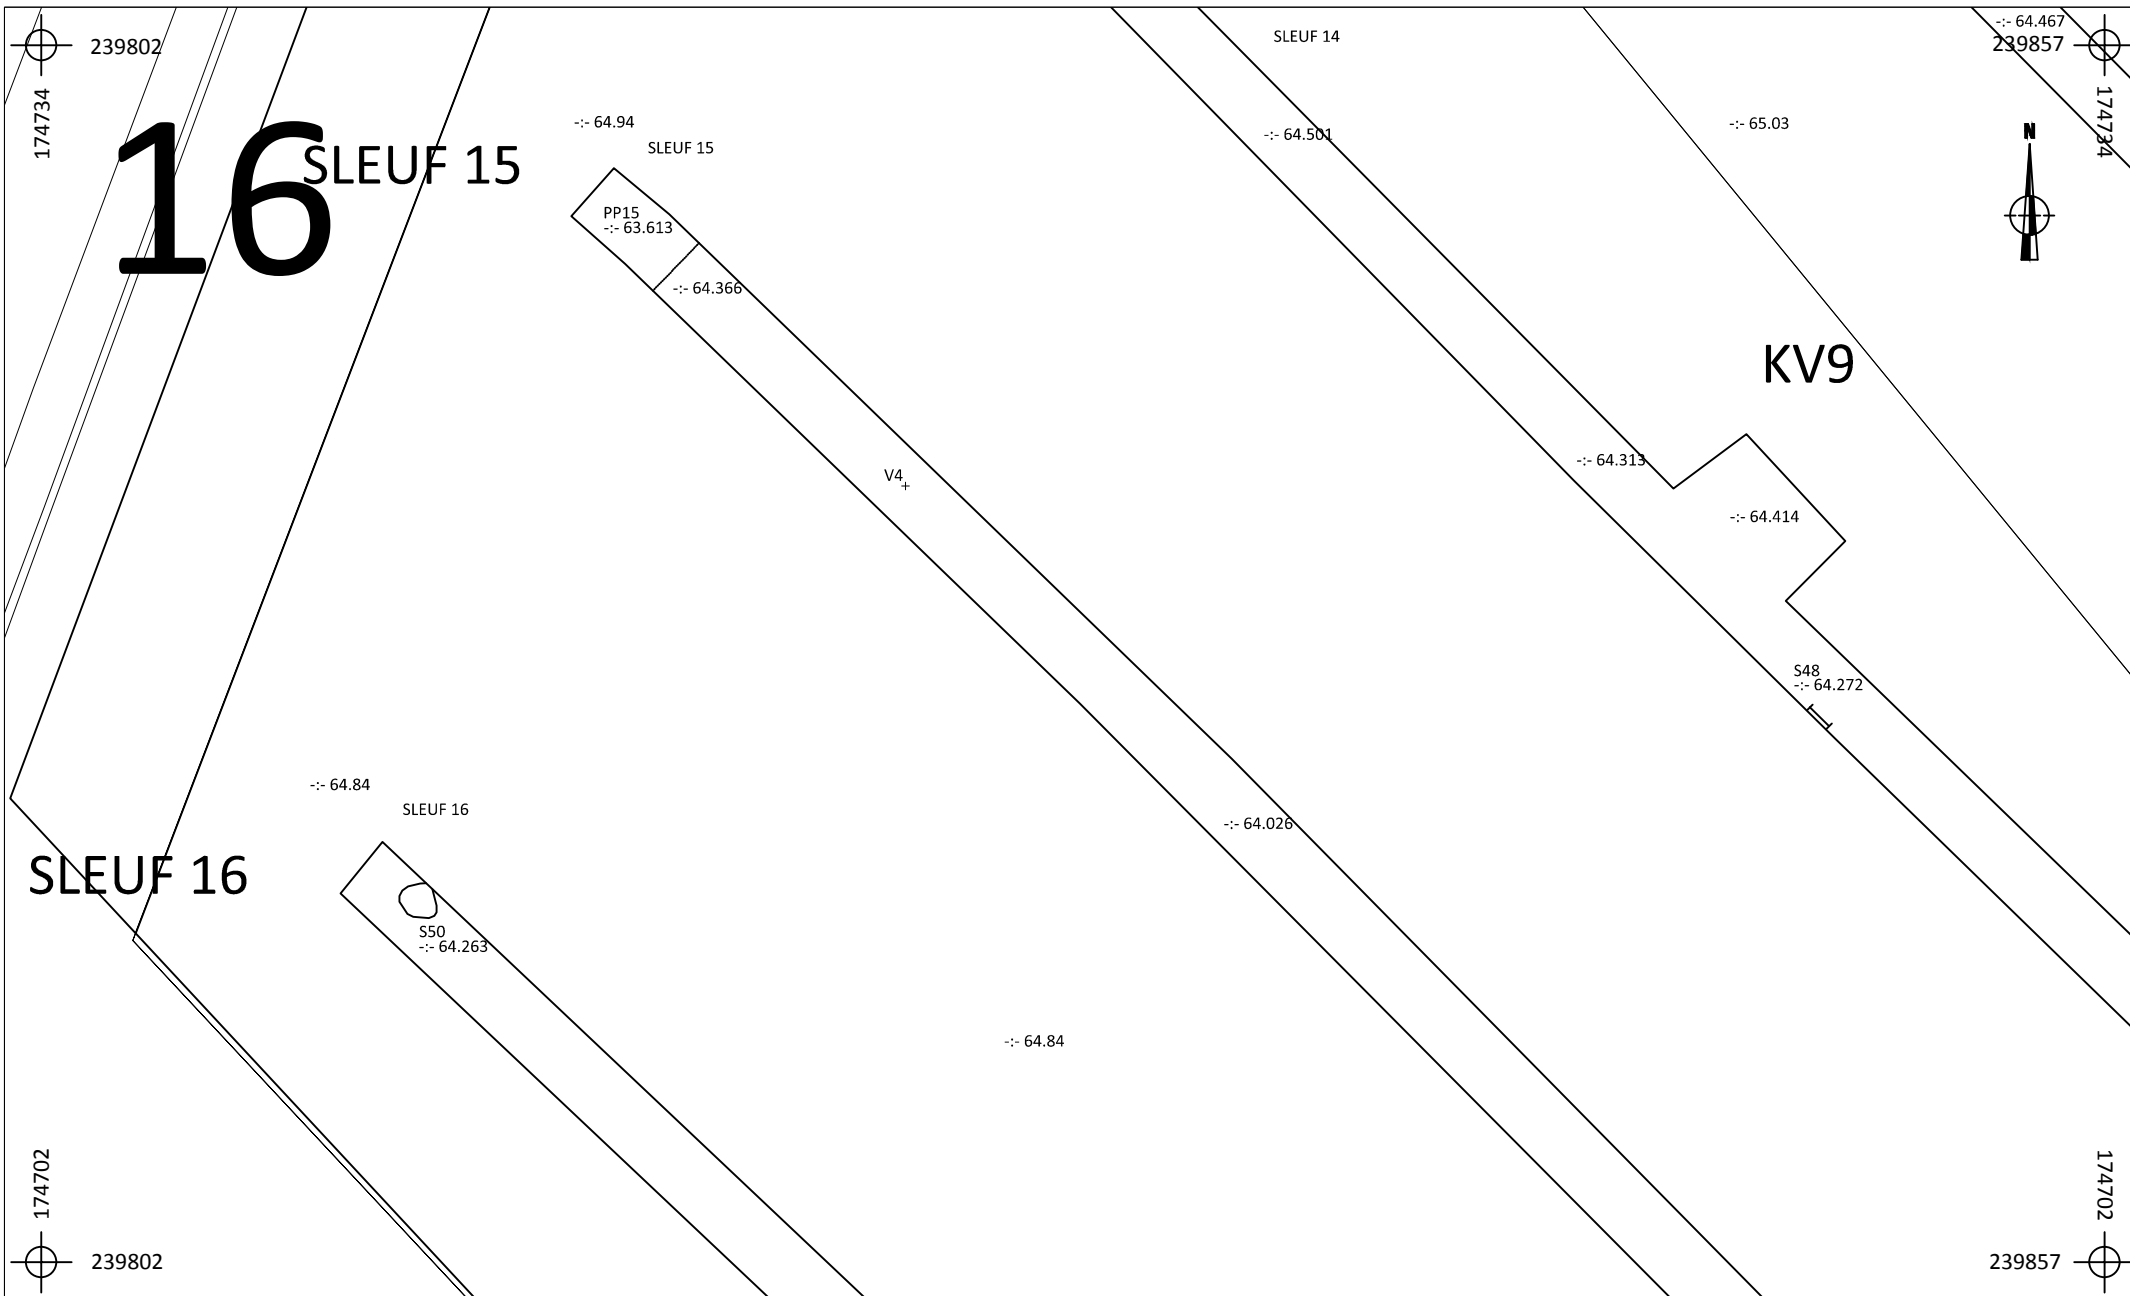 239802
SLEUF 14
-:- 64.467
239857
174734
174734
16
SLEUF 15
-:- 64.94
SLEUF 15
-:- 64.501
-:- 65.03
N
PP15
-:- 63.613
-:- 64.366
KV9
V4
-:- 64.313
-:- 64.414
S48
-:- 64.272
-:- 64.84
SLEUF 16
-:- 64.026
SLEUF 16
S50
-:- 64.263
-:- 64.84
174702
174702
239802
239857